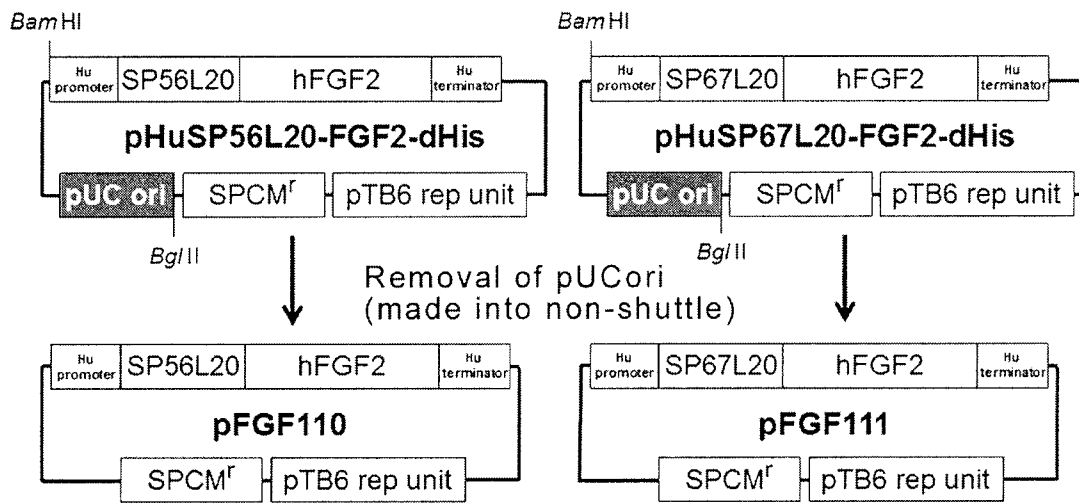 BamHI
BamHI
Hu promoter
SP56L20
hFGF2
Hu terminator
pHuSP56L20-FGF2-dHis
pUC ori
SPCMr
pTB6 rep unit
BglII
Hu promoter
SP67L20
hFGF2
Hu terminator
pHuSP67L20-FGF2-dHis
pUC ori
SPCMr
pTB6 rep unit
BglII
Removal of pUCori
(made into non-shuttle)
Hu promoter
SP56L20
hFGF2
Hu terminator
pFGF110
SPCMr
pTB6 rep unit
Hu promoter
SP67L20
hFGF2
Hu terminator
pFGF111
SPCMr
pTB6 rep unit